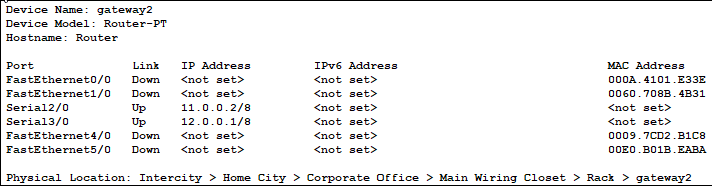 Device Name: gateway2
Device Model: Router-PT
Hostname: Router
Port Link IP Address IPv6 Address MAC Address
FastEthernet0/0 Down <not set> <not set> 000A.4101.E33E
FastEthernet1/0 Down <not set> <not set> 0060.708B.4B31
Serial2/0 Up 11.0.0.2/8 <not set> <not set>
Serial3/0 Up 12.0.0.1/8 <not set> <not set>
FastEthernet4/0 Down <not set> <not set> 0009.7CD2.B1C8
FastEthernet5/0 Down <not set> <not set> 00E0.B01B.EABA
Physical Location: Intercity > Home City > Corporate Office > Main Wiring Closet > Rack > gateway2